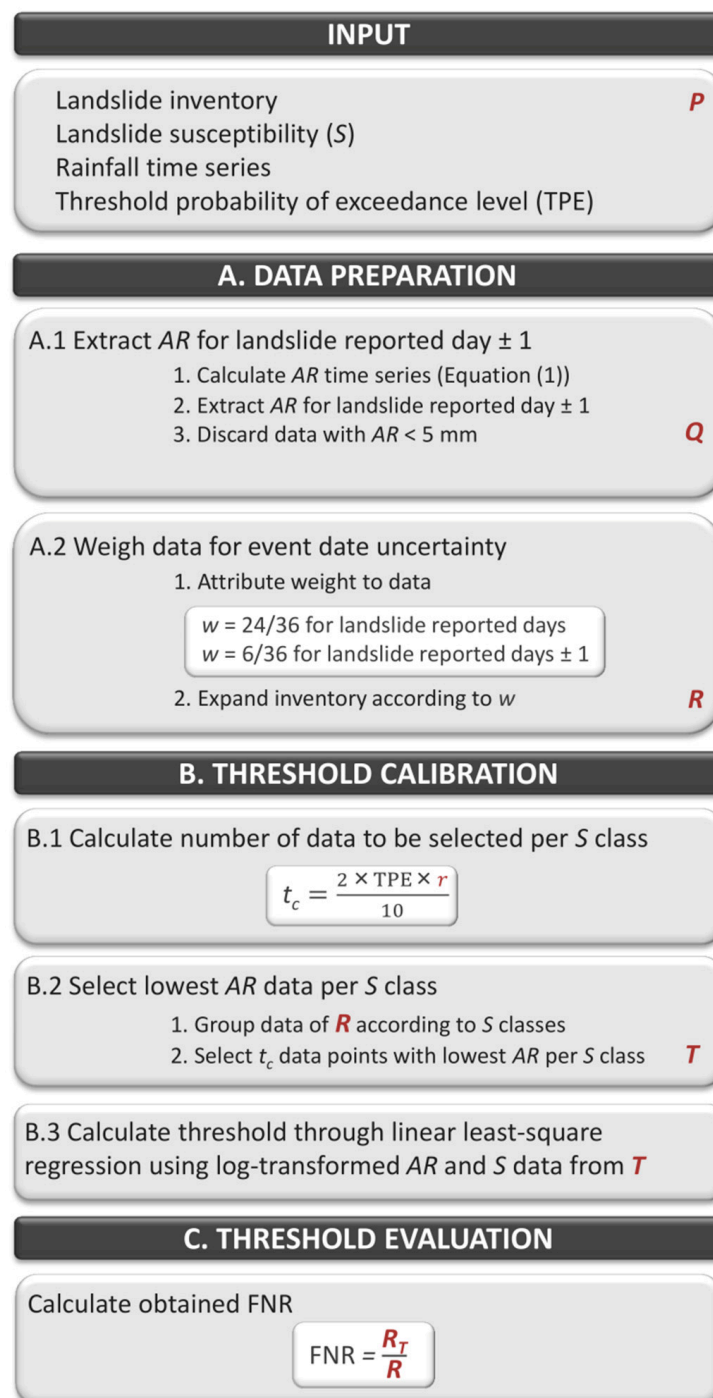 INPUT
Landslide inventory P
Landslide susceptibility (S)
Rainfall time series
Threshold probability of exceedance level (TPE)
A. DATA PREPARATION
A.1 Extract AR for landslide reported day ± 1
1. Calculate AR time series (Equation (1))
2. Extract AR for landslide reported day ± 1
3. Discard data with AR < 5 mm Q
A.2 Weigh data for event date uncertainty
1. Attribute weight to data
w = 24/36 for landslide reported days
w = 6/36 for landslide reported days ± 1
2. Expand inventory according to w R
B. THRESHOLD CALIBRATION
B.1 Calculate number of data to be selected per S class
t_c = (2 × TPE × r) / 10
B.2 Select lowest AR data per S class
1. Group data of R according to S classes
2. Select t_c data points with lowest AR per S class T
B.3 Calculate threshold through linear least-square
regression using log-transformed AR and S data from T
C. THRESHOLD EVALUATION
Calculate obtained FNR
FNR = R_T / R